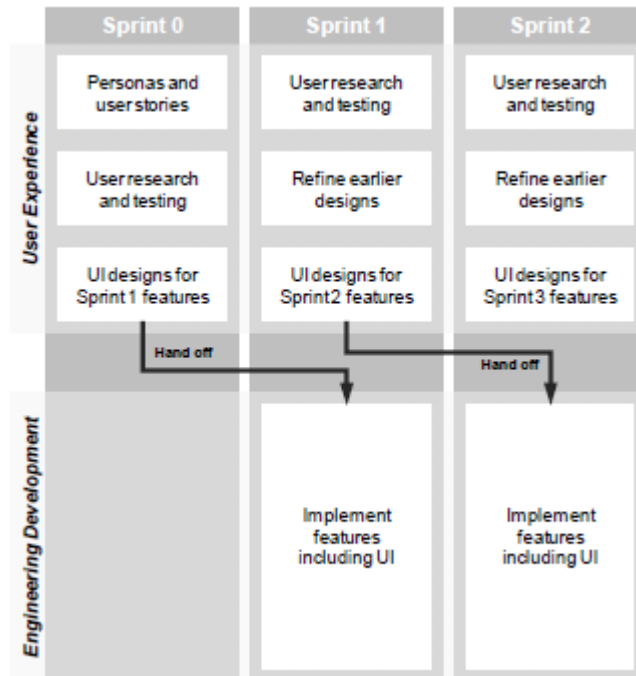 Sprint 0
Sprint 1
Sprint 2
User Experience
Personas and
user stories
User research
and testing
User research
and testing
User research
and testing
Refine earlier
designs
Refine earlier
designs
UI designs for
Sprint 1 features
UI designs for
Sprint 2 features
UI designs for
Sprint 3 features
Hand off
Hand off
Engineering Development
Implement
features
including UI
Implement
features
including UI